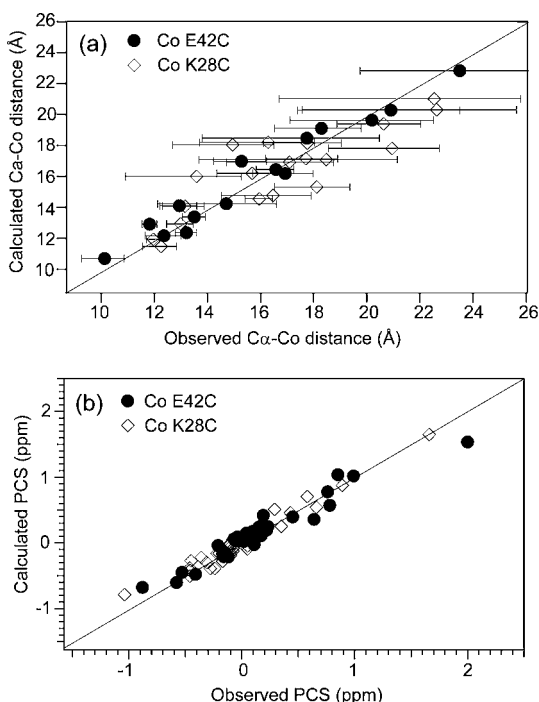 (a)
Co E42C
Co K28C
Calculated Ca-Co distance (Å)
26
24
22
20
18
16
14
12
10
10 12 14 16 18 20 22 24 26
Observed Cα-Co distance (Å)
(b)
Co E42C
Co K28C
Calculated PCS (ppm)
2
1
0
-1
-1 0 1 2
Observed PCS (ppm)